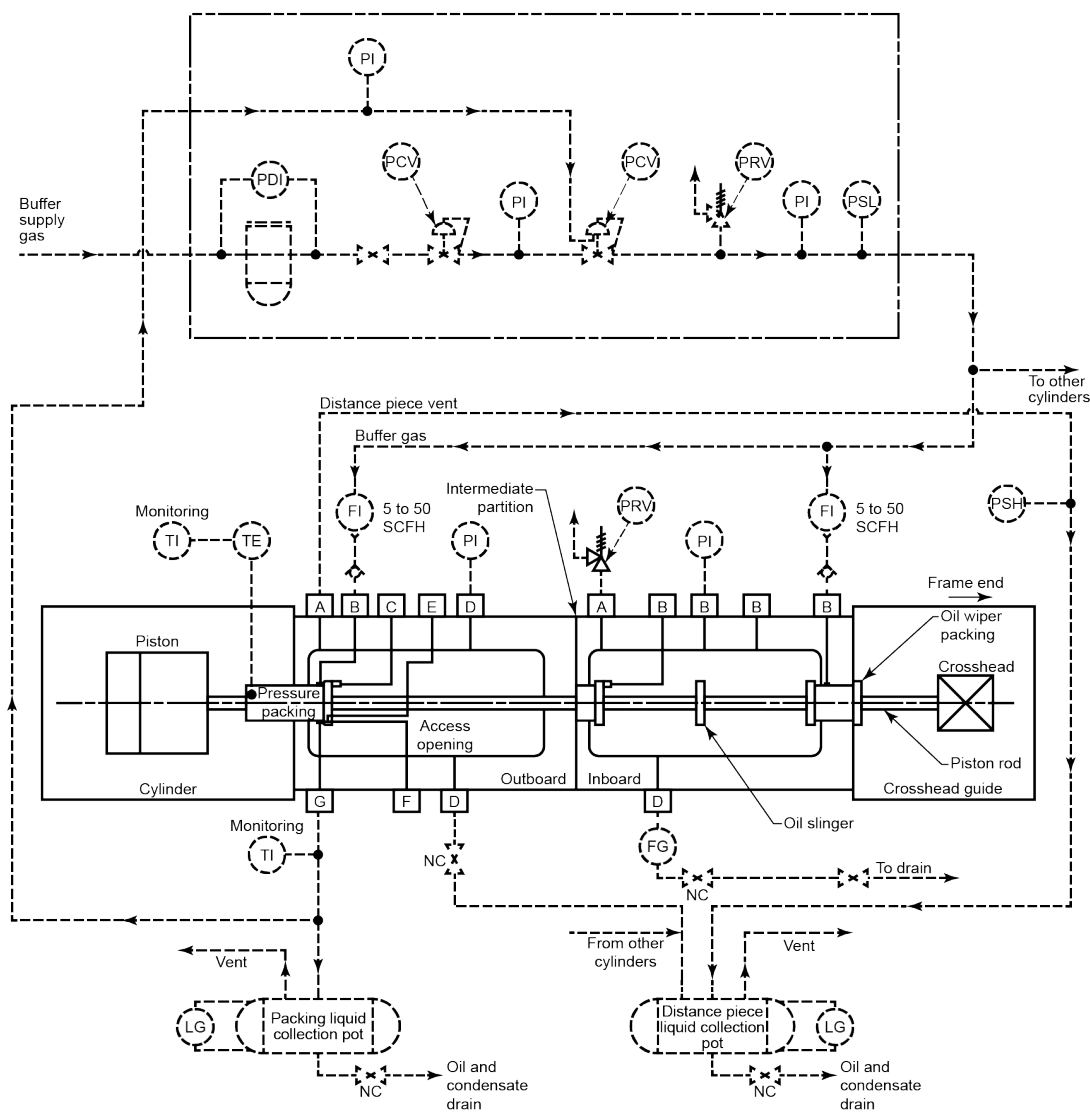 PI
PDI
PCV
PCV
PRV
PI
PI
PSL
Buffer
supply
gas
To other
cylinders
Distance piece vent
Buffer gas
Intermediate
partition
PSH
Monitoring
TI
TE
FI
5 to 50
SCFH
PI
PRV
PI
FI
5 to 50
SCFH
Frame end
A
B
C
E
D
A
B
B
B
B
Oil wiper
packing
Piston
Crosshead
Pressure
packing
Access
opening
Piston rod
Cylinder
Outboard
Inboard
Crosshead guide
G
F
D
D
Oil slinger
Monitoring
TI
NC
FG
To drain
NC
Vent
From other
cylinders
Vent
LG
Packing liquid
collection pot
Distance piece
liquid collection
pot
LG
NC
Oil and
condensate
drain
NC
Oil and
condensate
drain